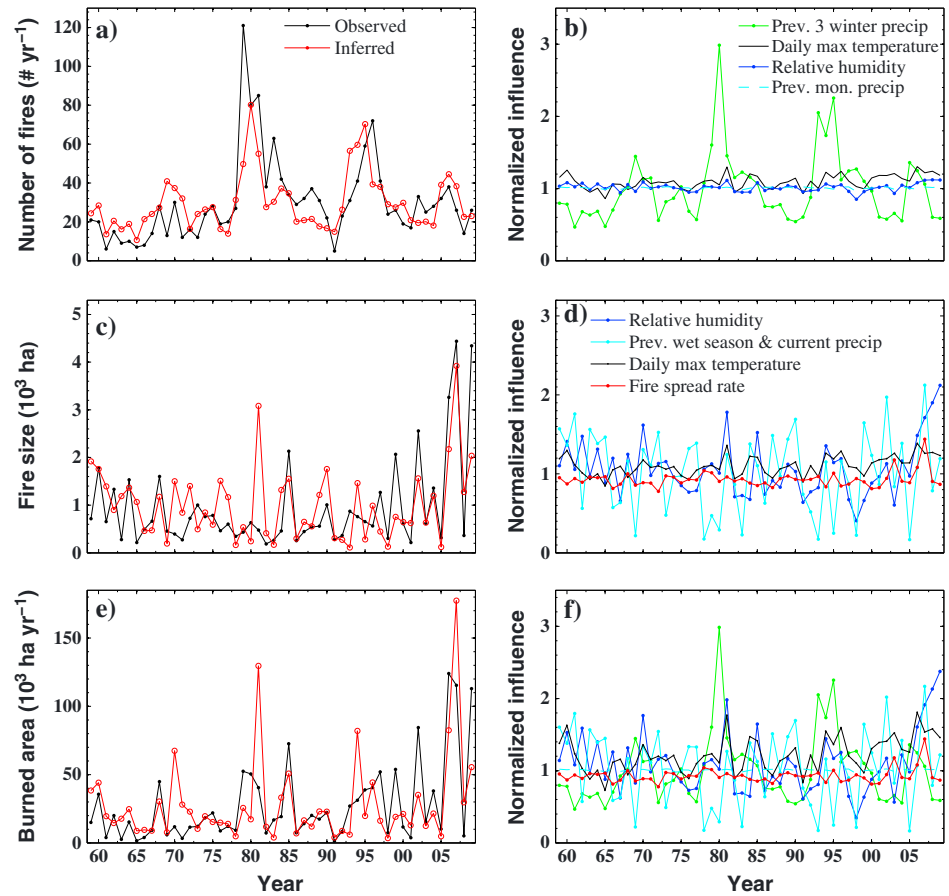 a)
Observed
Inferred
Number of fires (# yr⁻¹)
120
100
80
60
40
20
0
b)
Prev. 3 winter precip
Daily max temperature
Relative humidity
Prev. mon. precip
Normalized influence
3
2
1
0
c)
Fire size (10³ ha)
5
4
3
2
1
0
d)
Relative humidity
Prev. wet season & current precip
Daily max temperature
Fire spread rate
Normalized influence
3
2
1
0
e)
Burned area (10³ ha yr⁻¹)
150
100
50
0
60 65 70 75 80 85 90 95 00 05
Year
f)
Normalized influence
3
2
1
0
60 65 70 75 80 85 90 95 00 05
Year